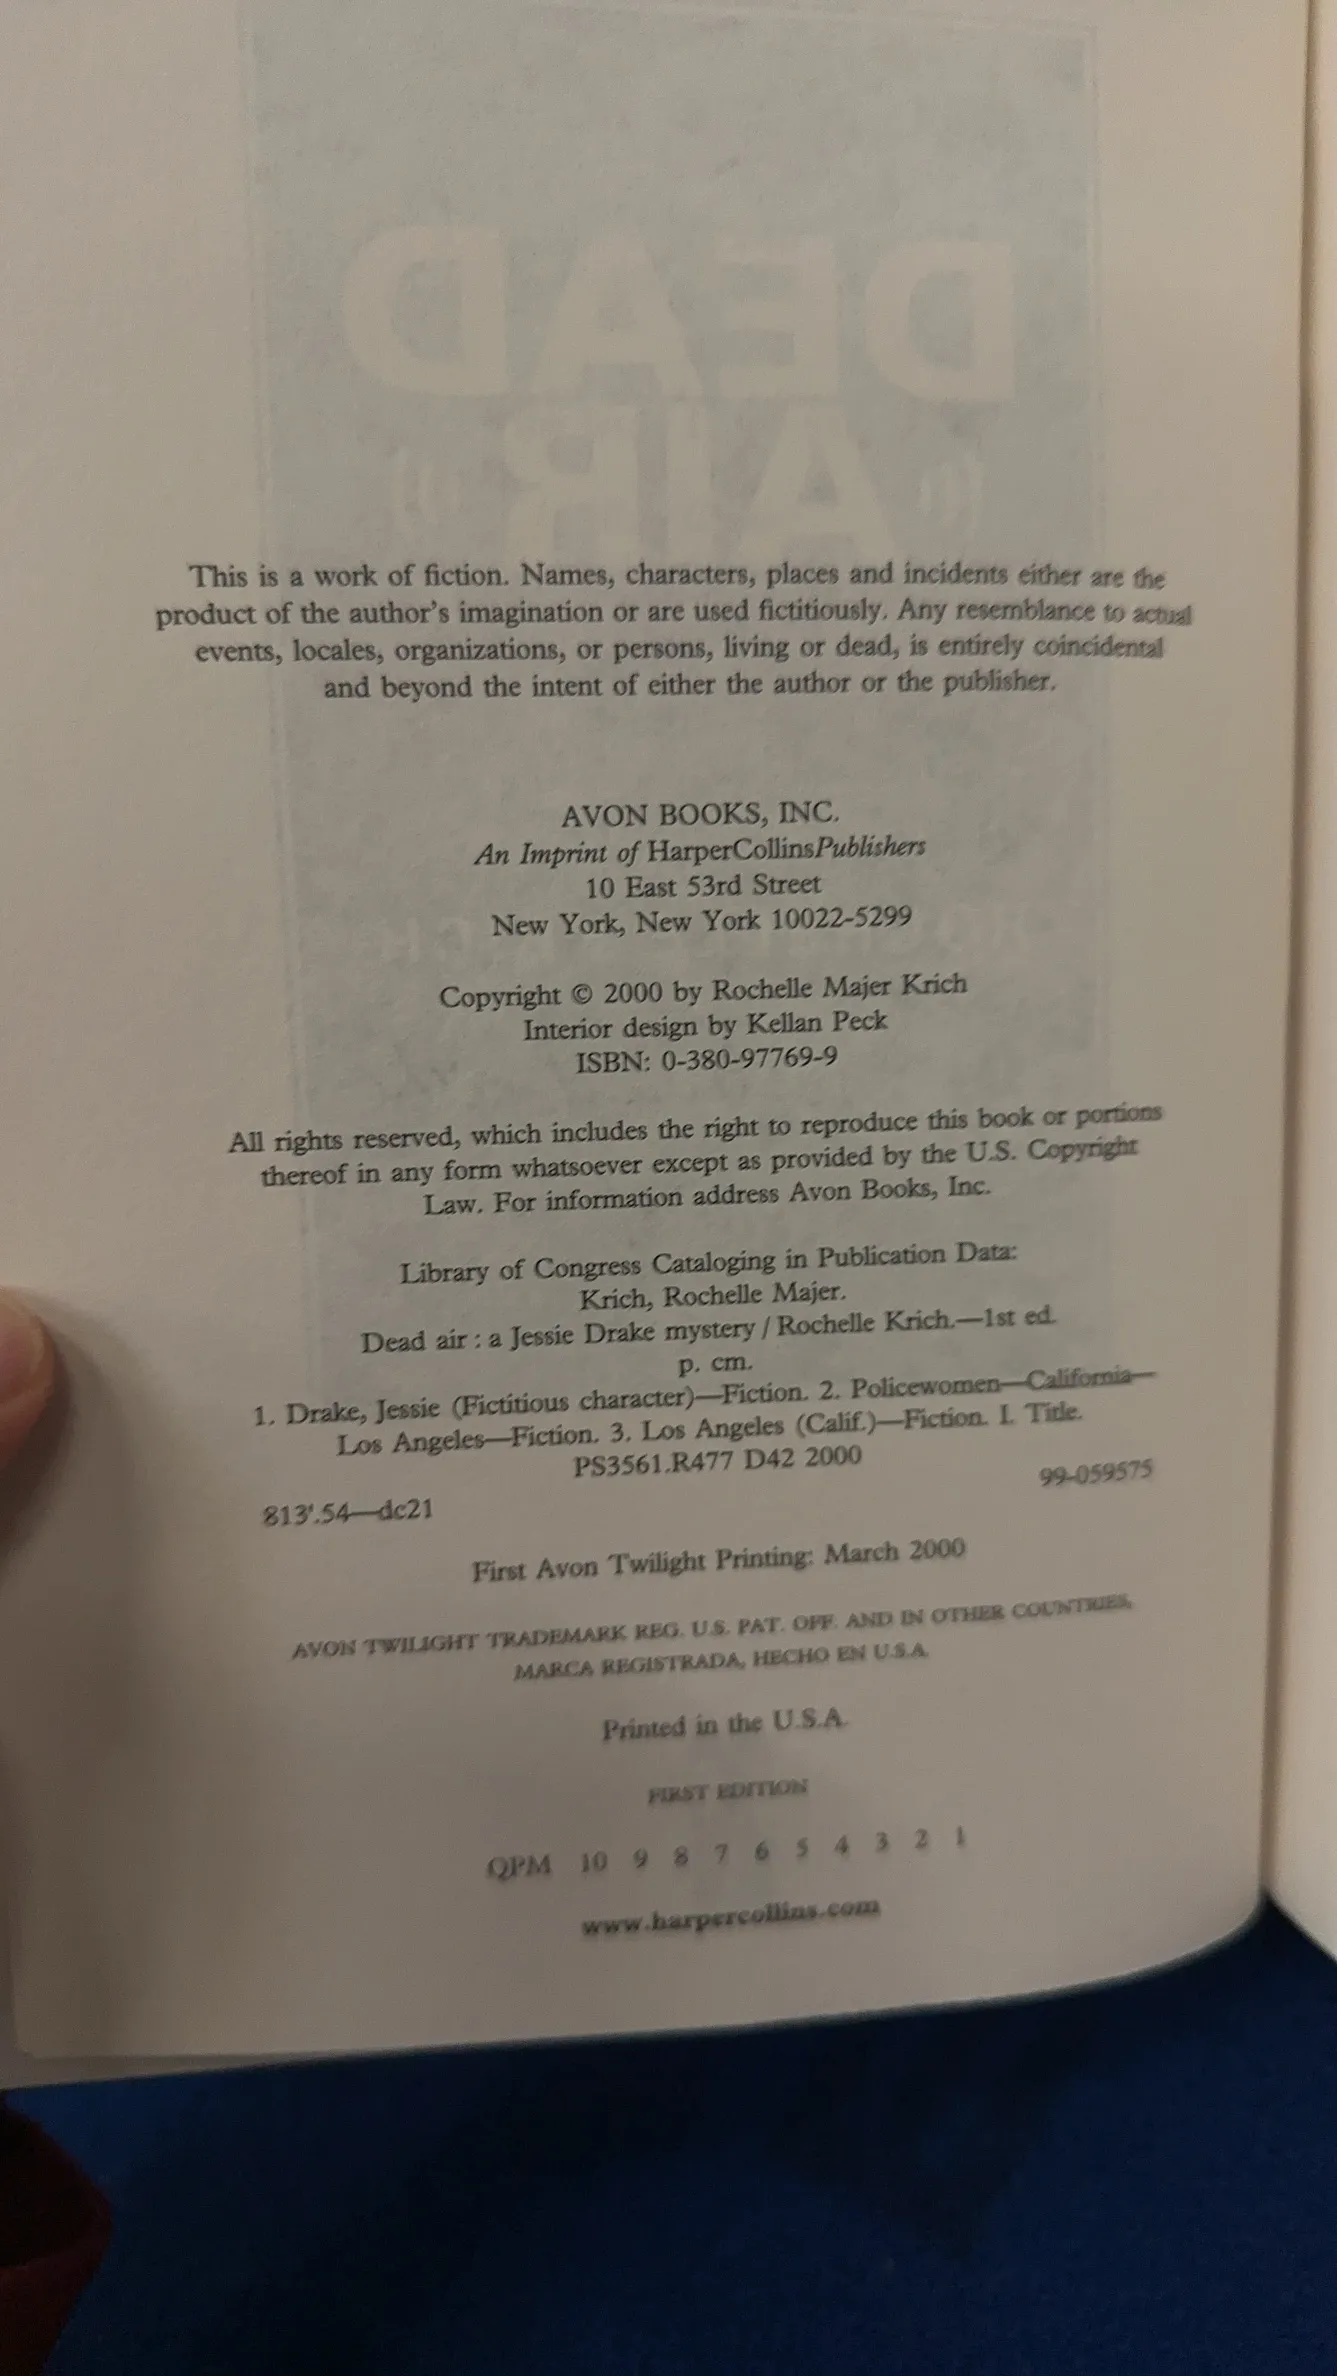 DEAD
AIR
This is a work of fiction. Names, characters, places and incidents either are the
product of the author's imagination or are used fictitiously. Any resemblance to actual
events, locales, organizations, or persons, living or dead, is entirely coincidental
and beyond the intent of either the author or the publisher.
AVON BOOKS, INC.
An Imprint of HarperCollinsPublishers
10 East 53rd Street
New York, New York 10022-5299
Copyright © 2000 by Rochelle Majer Krich
Interior design by Kellan Peck
ISBN: 0-380-97769-9
All rights reserved, which includes the right to reproduce this book or portions
thereof in any form whatsoever except as provided by the U.S. Copyright
Law. For information address Avon Books, Inc.
Library of Congress Cataloging in Publication Data:
Krich, Rochelle Majer.
Dead air : a Jessie Drake mystery / Rochelle Krich.—1st ed.
p. cm.
1. Drake, Jessie (Fictitious character)—Fiction. 2. Policewomen—California—
Los Angeles—Fiction. 3. Los Angeles (Calif.)—Fiction. I. Title.
PS3561.R477 D42 2000
813'.54—dc21 99-059575
First Avon Twilight Printing: March 2000
AVON TWILIGHT TRADEMARK REG. U.S. PAT. OFF. AND IN OTHER COUNTRIES,
MARCA REGISTRADA, HECHO EN U.S.A.
Printed in the U.S.A.
FIRST EDITION
QPM 10 9 8 7 6 5 4 3 2 1
www.harpercollins.com